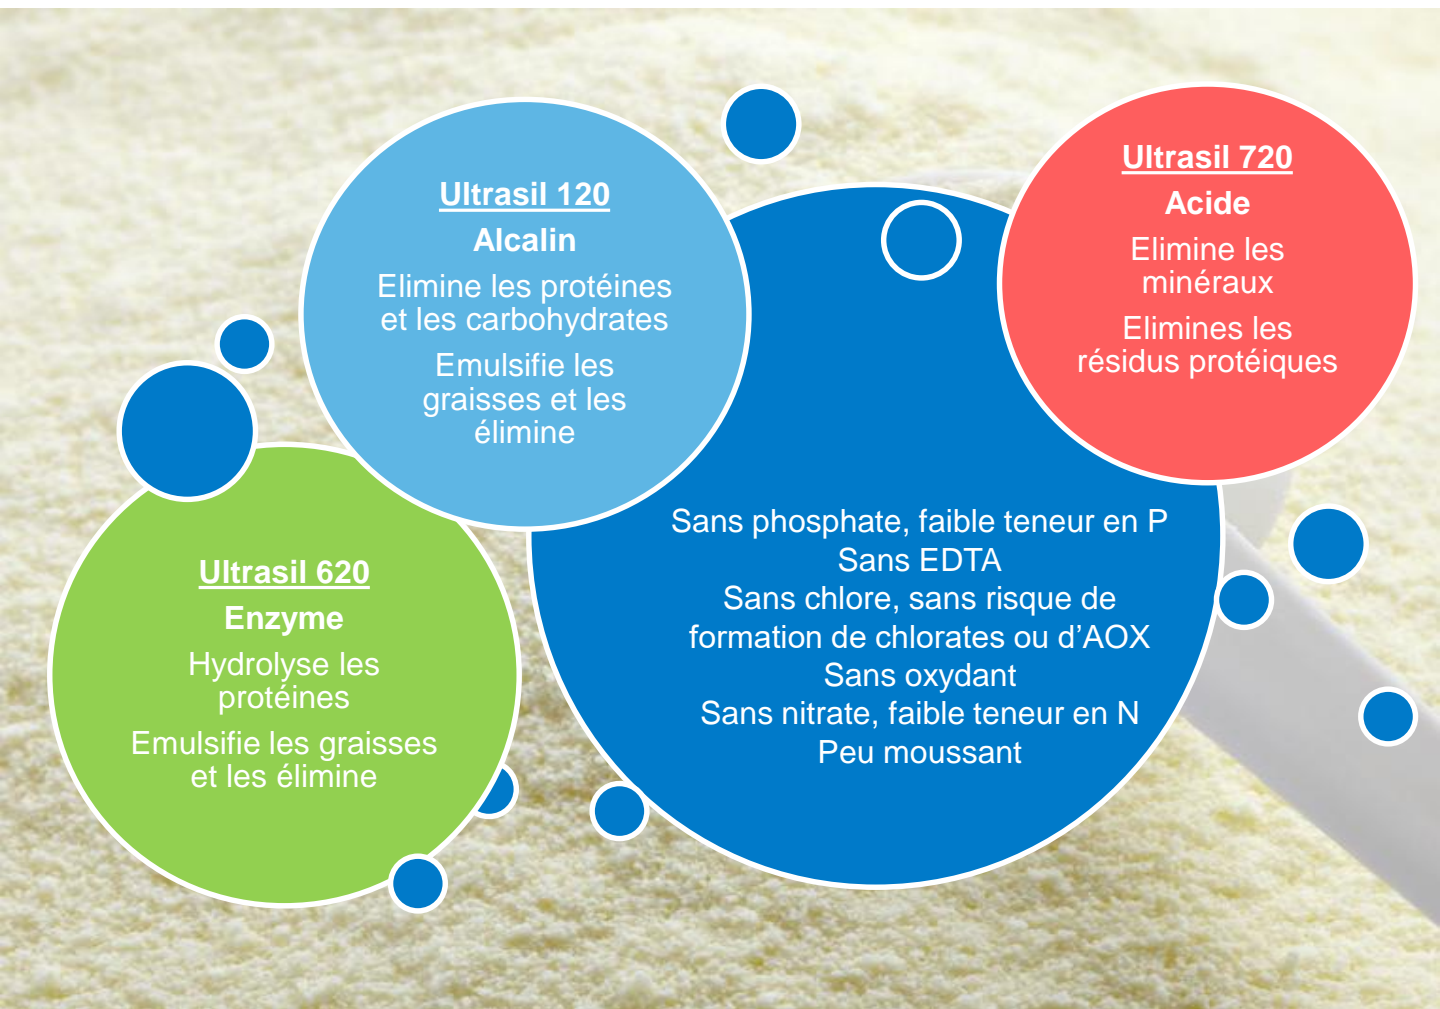 Ultrasil 120
Alcalin
Elimine les protéines
et les carbohydrates
Emulsifie les
graisses et les
élimine
Ultrasil 720
Acide
Elimine les
minéraux
Elimines les
résidus protéiques
Ultrasil 620
Enzyme
Hydrolyse les
protéines
Emulsifie les graisses
et les élimine
Sans phosphate, faible teneur en P
Sans EDTA
Sans chlore, sans risque de
formation de chlorates ou d’AOX
Sans oxydant
Sans nitrate, faible teneur en N
Peu moussant